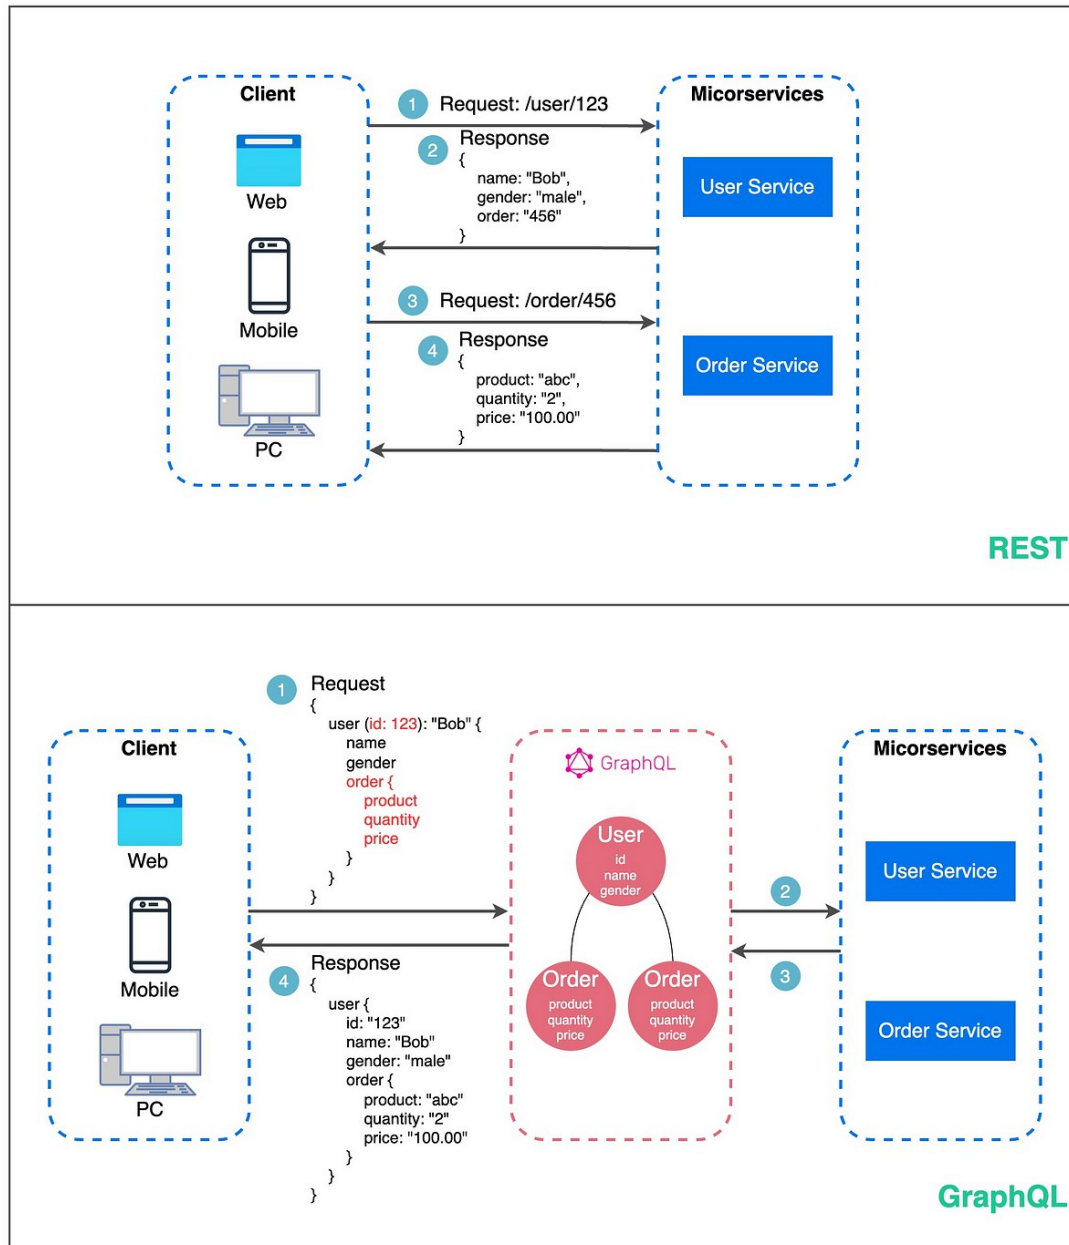 Client
Web
Mobile
PC
1 Request: /user/123
2 Response
{
name: "Bob",
gender: "male",
order: "456"
}
3 Request: /order/456
4 Response
{
product: "abc",
quantity: "2",
price: "100.00"
}
Micorservices
User Service
Order Service
REST
Client
Web
Mobile
PC
1 Request
{
user (id: 123): "Bob" {
name
gender
order {
product
quantity
price
}
}
}
4 Response
{
user {
id: "123"
name: "Bob"
gender: "male"
order {
product: "abc"
quantity: "2"
price: "100.00"
}
}
}
GraphQL
User
id
name
gender
Order
product
quantity
price
Order
product
quantity
price
2
3
Micorservices
User Service
Order Service
GraphQL